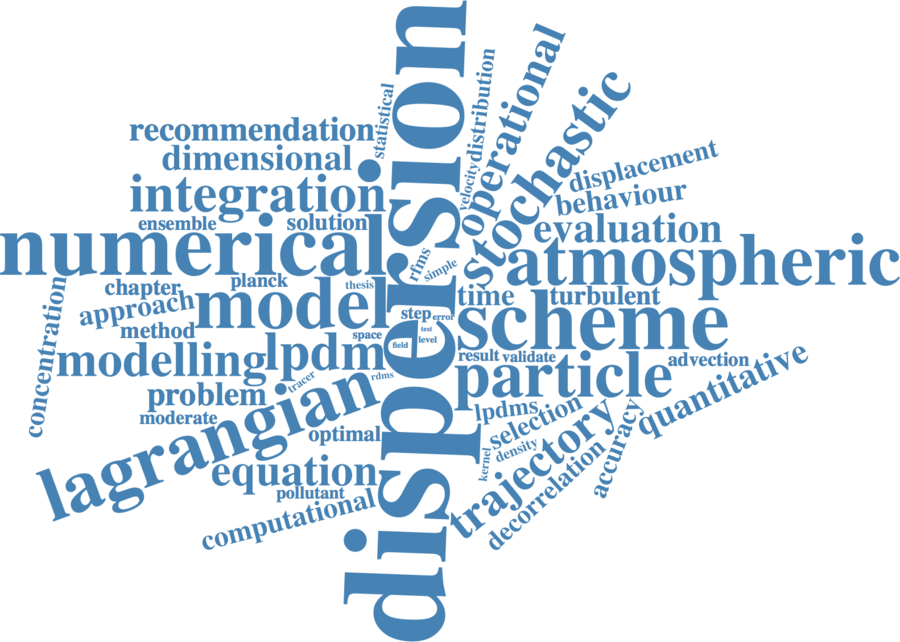 dispersion
statistical
distribution
operational
stochastic
velocity
recommendation
dimensional
integration
ensemble
solution
numerical
displacement
behaviour
evaluation
atmospheric
rfms
simple
chapter
planck
thesis
approach
model
time
turbulent
concentration
method
space
step
error
test
field
level
scheme
modelling
lpdm
result
validate
advection
particle
problem
tracer
rdms
moderate
lagrangian
optimal
lpdms
selection
quantitative
equation
kernel
density
trajectory
accuracy
pollutant
computational
decorrelation